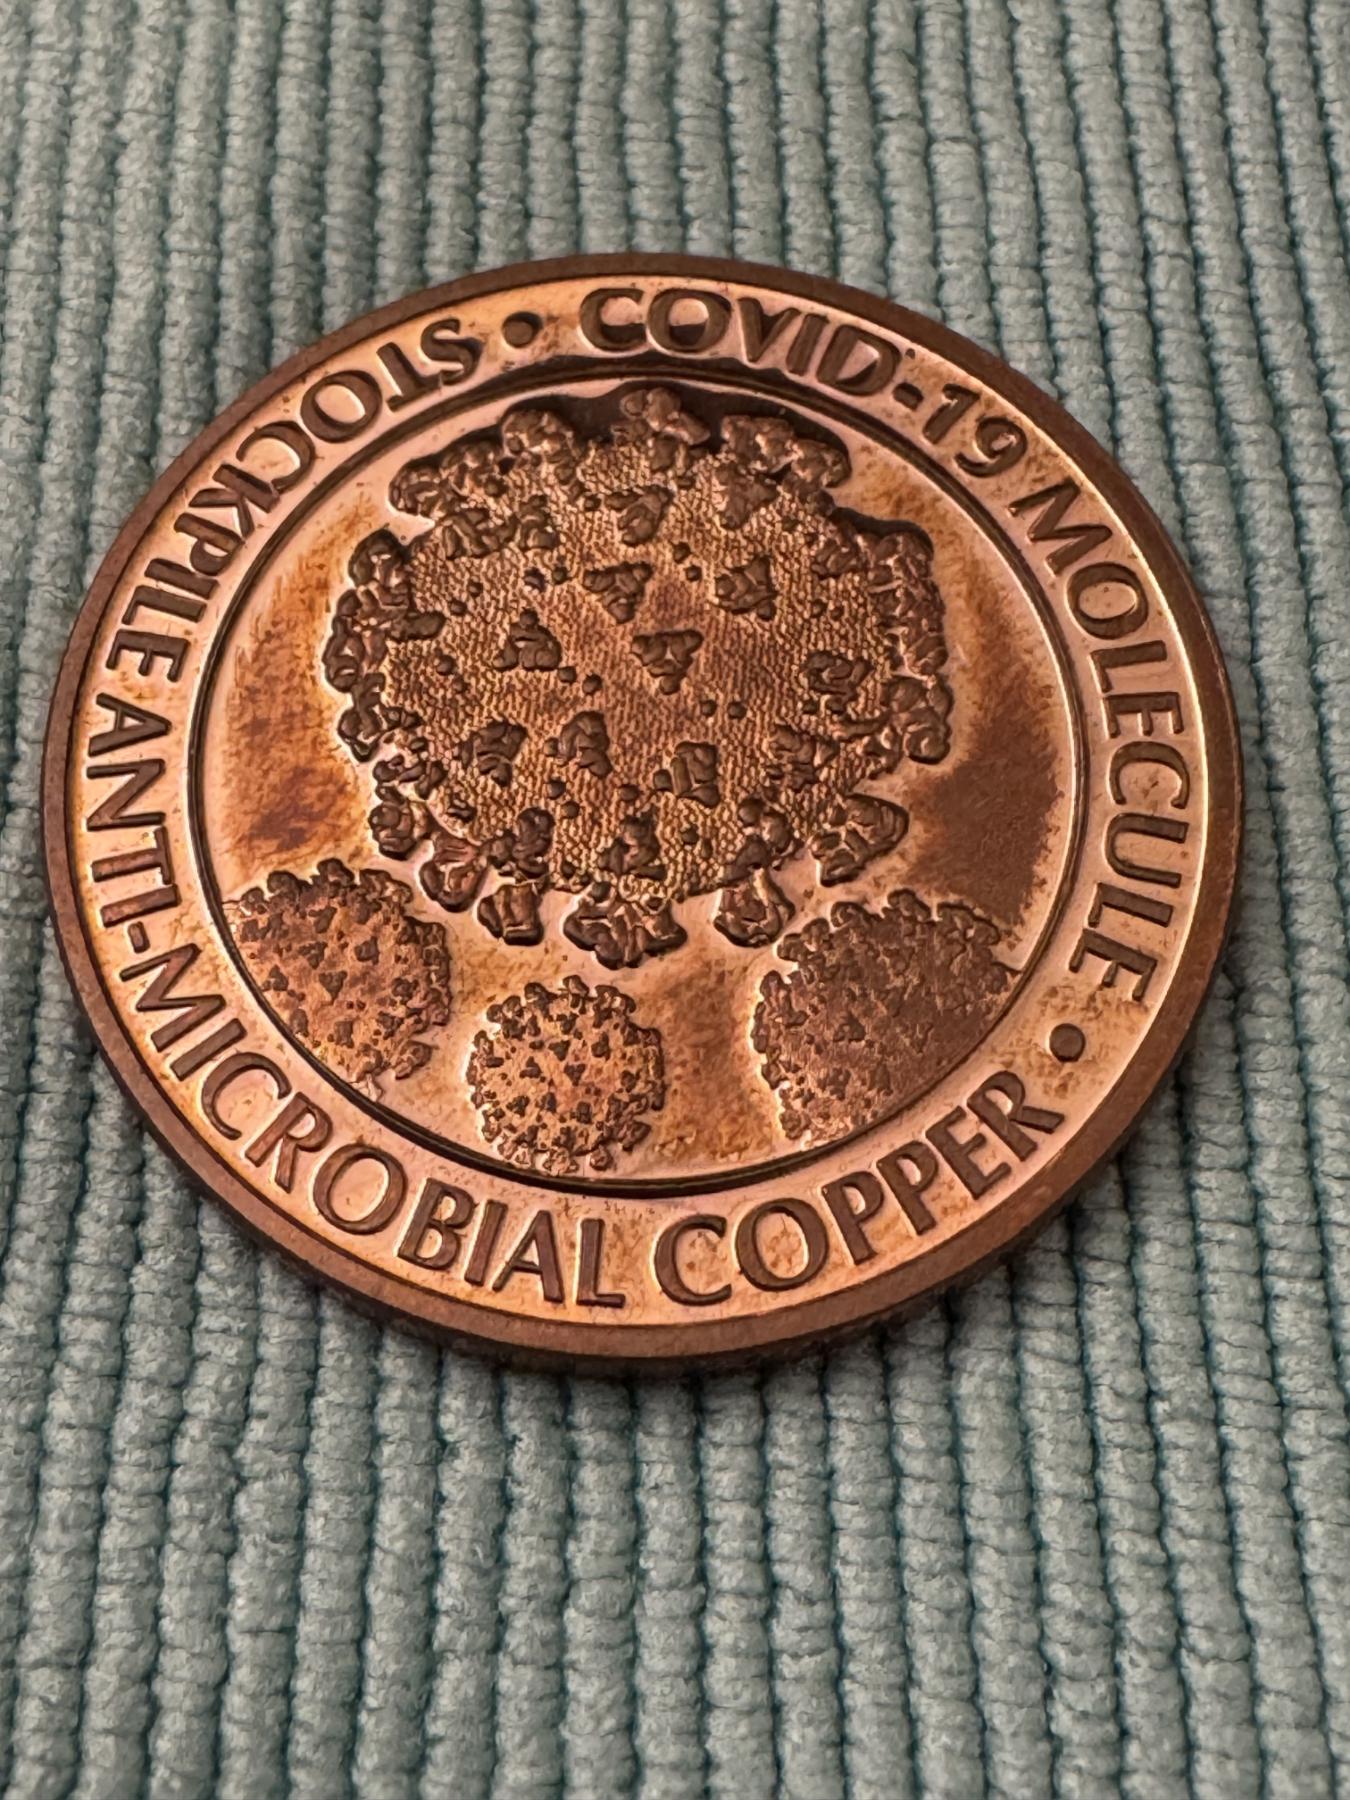 COVID-19 MOLECULE •
STOCKPILE ANTI-MICROBIAL COPPER •